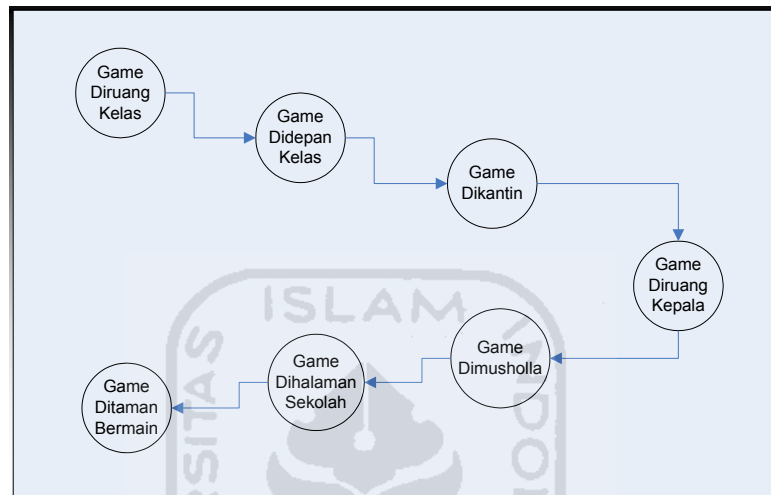 Game
Diruang
Kelas
Game
Didepan
Kelas
Game
Dikantin
Game
Diruang
Kepala
Game
Dimusholla
Game
Dihalaman
Sekolah
Game
Ditaman
Bermain
ISLAM